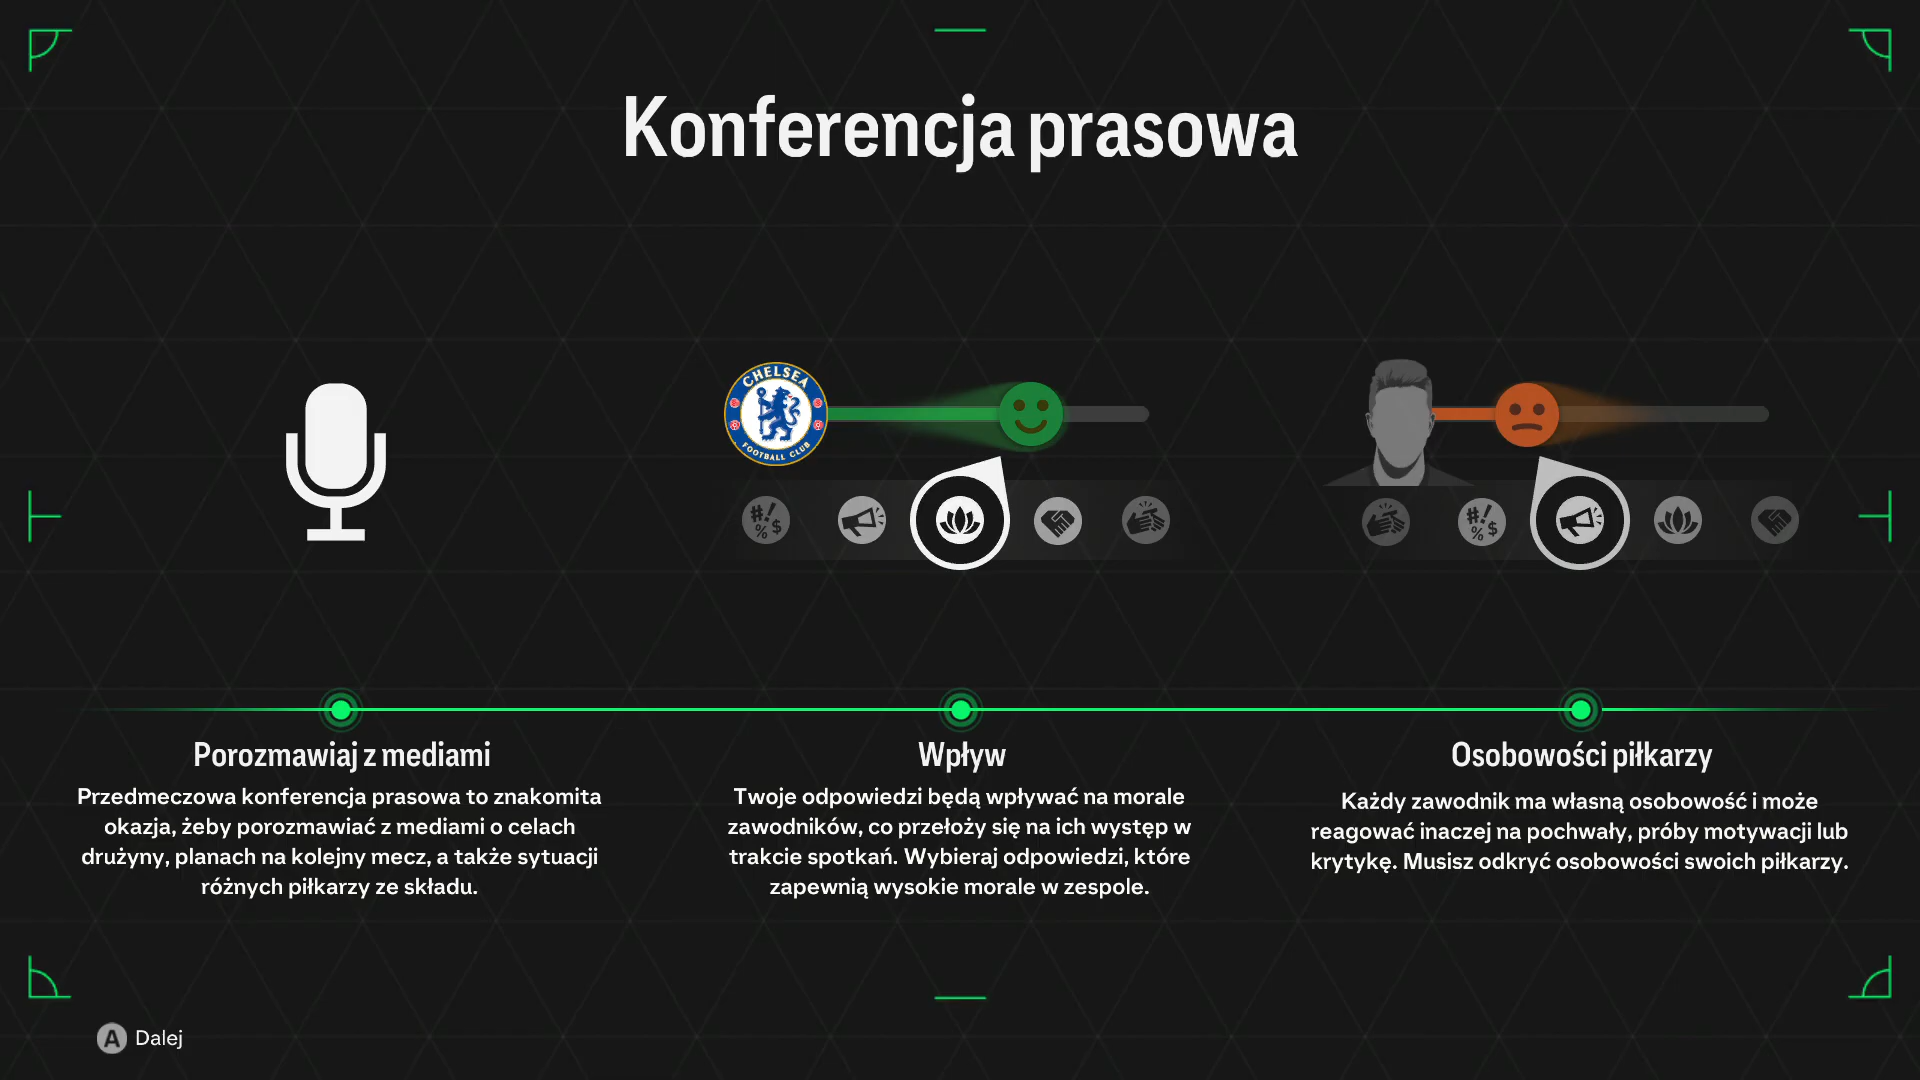 Konferencja prasowa
CHELSEA
FOOTBALL CLUB
#!
%$
#!
%$
Porozmawiaj z mediami
Przedmeczowa konferencja prasowa to znakomita
okazja, żeby porozmawiać z mediami o celach
drużyny, planach na kolejny mecz, a także sytuacji
różnych piłkarzy ze składu.
Wpływ
Twoje odpowiedzi będą wpływać na morale
zawodników, co przełoży się na ich występ w
trakcie spotkań. Wybieraj odpowiedzi, które
zapewnią wysokie morale w zespole.
Osobowości piłkarzy
Każdy zawodnik ma własną osobowość i może
reagować inaczej na pochwały, próby motywacji lub
krytykę. Musisz odkryć osobowości swoich piłkarzy.
A Dalej